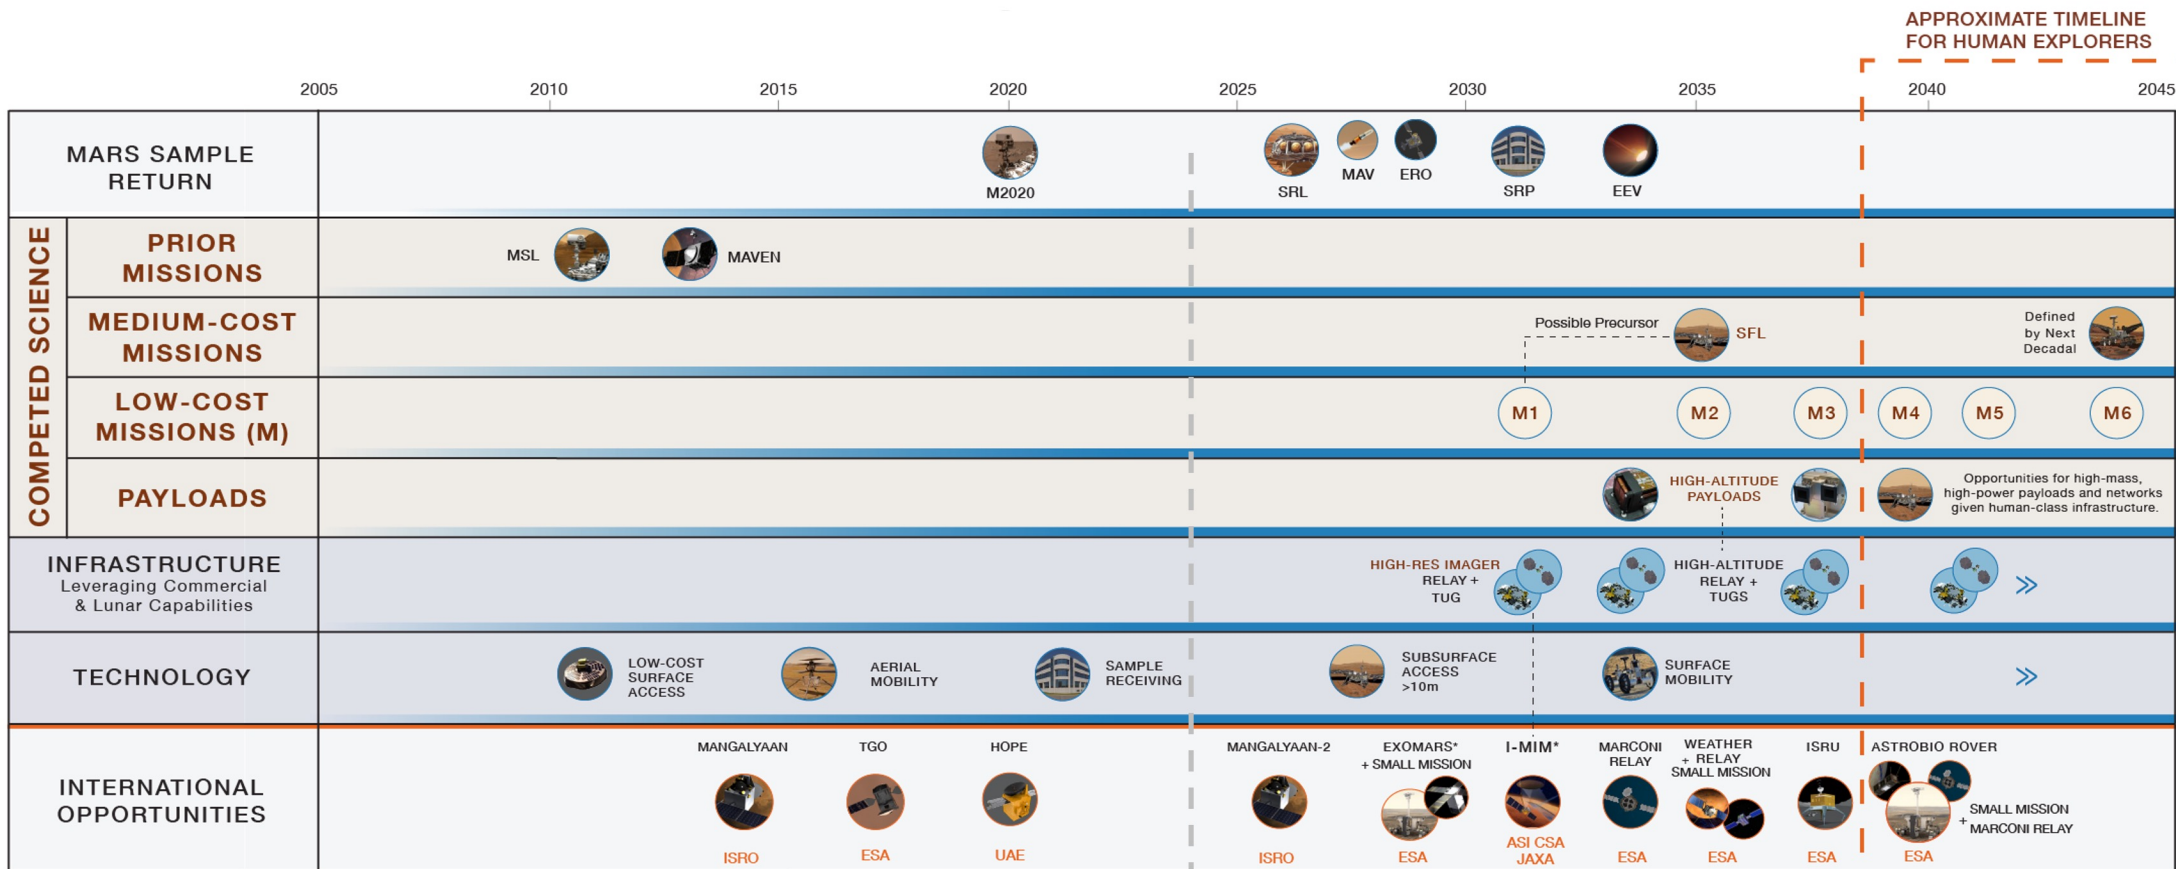 APPROXIMATE TIMELINE
FOR HUMAN EXPLORERS
2005
2010
2015
2020
2025
2030
2035
2040
2045
MARS SAMPLE
RETURN
M2020
SRL
MAV
ERO
SRP
EEV
COMPETED SCIENCE
PRIOR
MISSIONS
MSL
MAVEN
MEDIUM-COST
MISSIONS
Possible Precursor
SFL
Defined
by Next
Decadal
LOW-COST
MISSIONS (M)
M1
M2
M3
M4
M5
M6
PAYLOADS
HIGH-ALTITUDE
PAYLOADS
Opportunities for high-mass,
high-power payloads and networks
given human-class infrastructure.
INFRASTRUCTURE
Leveraging Commercial
& Lunar Capabilities
HIGH-RES IMAGER
RELAY +
TUG
HIGH-ALTITUDE
RELAY +
TUGS
TECHNOLOGY
LOW-COST
SURFACE
ACCESS
AERIAL
MOBILITY
SAMPLE
RECEIVING
SUBSURFACE
ACCESS
>10m
SURFACE
MOBILITY
INTERNATIONAL
OPPORTUNITIES
MANGALYAAN
ISRO
TGO
ESA
HOPE
UAE
MANGALYAAN-2
ISRO
EXOMARS*
+ SMALL MISSION
ESA
I-MIM*
ASI CSA
JAXA
MARCONI
RELAY
ESA
WEATHER
+ RELAY
SMALL MISSION
ESA
ISRU
ESA
ASTROBIO ROVER
+ SMALL MISSION
MARCONI RELAY
ESA